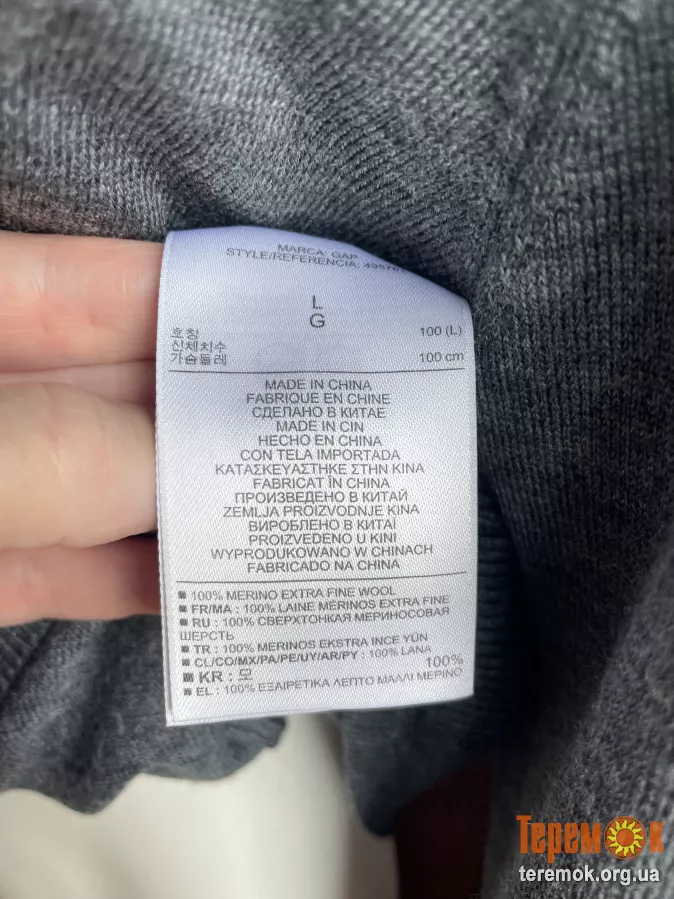 MARCA: GAP
STYLE/REFERENCIA:
L
G
호칭 100 (L)
신체치수
가슴둘레 100 cm
MADE IN CHINA
FABRIQUE EN CHINE
СДЕЛАНО В КИТАЕ
MADE IN CIN
HECHO EN CHINA
CON TELA IMPORTADA
ΚΑΤΑΣΚΕΥΑΣΤΗΚΕ ΣΤΗΝ ΚΙΝΑ
FABRICAT ÎN CHINA
ПРОИЗВЕДЕНО В КИТАЙ
ZEMLJA PROIZVODNJE KINA
ВИРОБЛЕНО В КИТАЇ
PROIZVEDENO U KINI
WYPRODUKOWANO W CHINACH
FABRICADO NA CHINA
■ 100% MERINO EXTRA FINE WOOL
■ FR/MA : 100% LAINE MÉRINOS EXTRA FINE
■ RU : 100% СВЕРХТОНКАЯ МЕРИНОСОВАЯ
ШЕРСТЬ
■ TR : 100% MERINOS EKSTRA INCE YÜN
■ CL/CO/MX/PA/PE/UY/AR/PY : 100% LANA
■ KR : 모 100%
■ EL : 100% ΕΞΑΙΡΕΤΙΚΑ ΛΕΠΤΟ ΜΑΛΛΙ ΜΕΡΙΝΟ
Теремок
teremok.org.ua